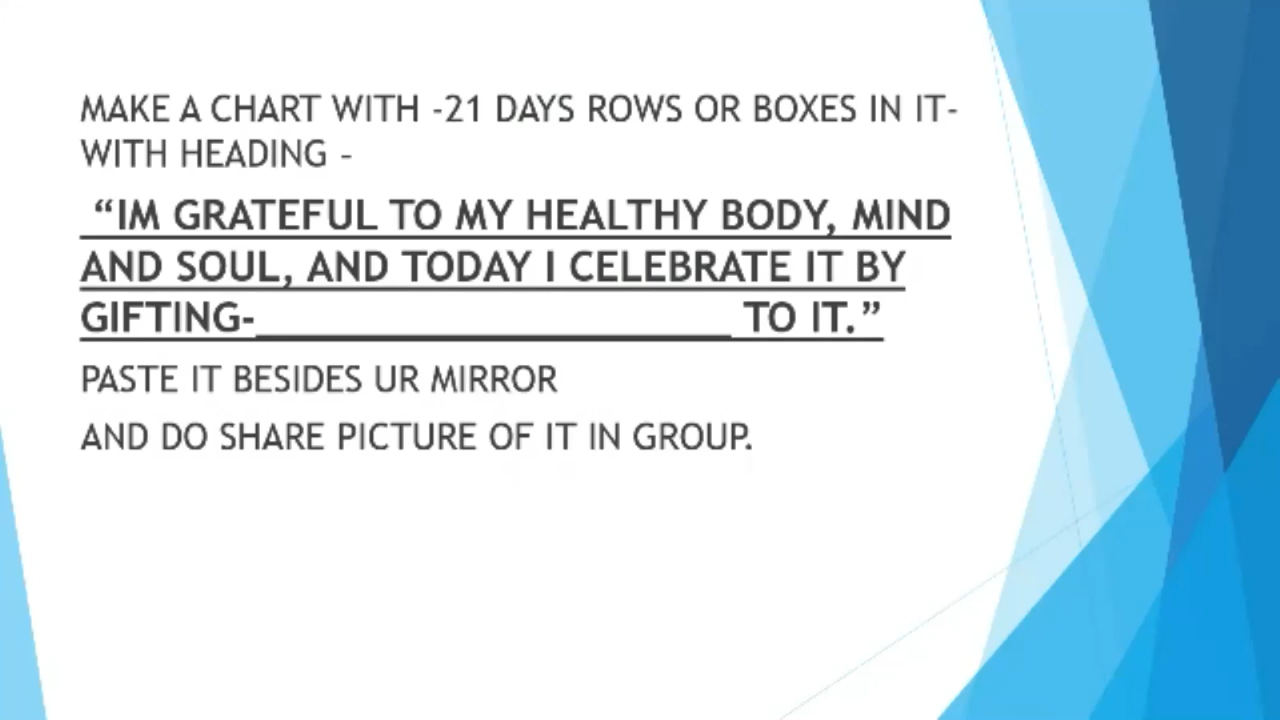 MAKE A CHART WITH -21 DAYS ROWS OR BOXES IN IT-
WITH HEADING –
“IM GRATEFUL TO MY HEALTHY BODY, MIND
AND SOUL, AND TODAY I CELEBRATE IT BY
GIFTING-______________________ TO IT.”
PASTE IT BESIDES UR MIRROR
AND DO SHARE PICTURE OF IT IN GROUP.